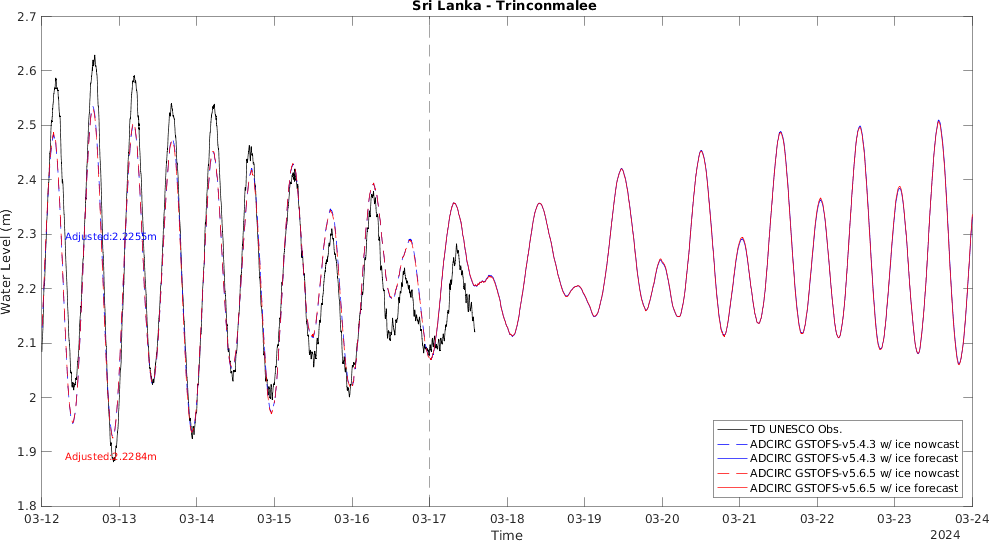 Sri Lanka - Trinconmalee
2.7
2.6
2.5
2.4
2.3
2.2
2.1
2
1.9
1.8
Water Level (m)
Adjusted:2.2255m
Adjusted:2.2284m
TD UNESCO Obs.
ADCIRC GSTOFS-v5.4.3 w/ ice nowcast
ADCIRC GSTOFS-v5.4.3 w/ ice forecast
ADCIRC GSTOFS-v5.6.5 w/ ice nowcast
ADCIRC GSTOFS-v5.6.5 w/ ice forecast
03-12 03-13 03-14 03-15 03-16 03-17 03-18 03-19 03-20 03-21 03-22 03-23 03-24
Time
2024